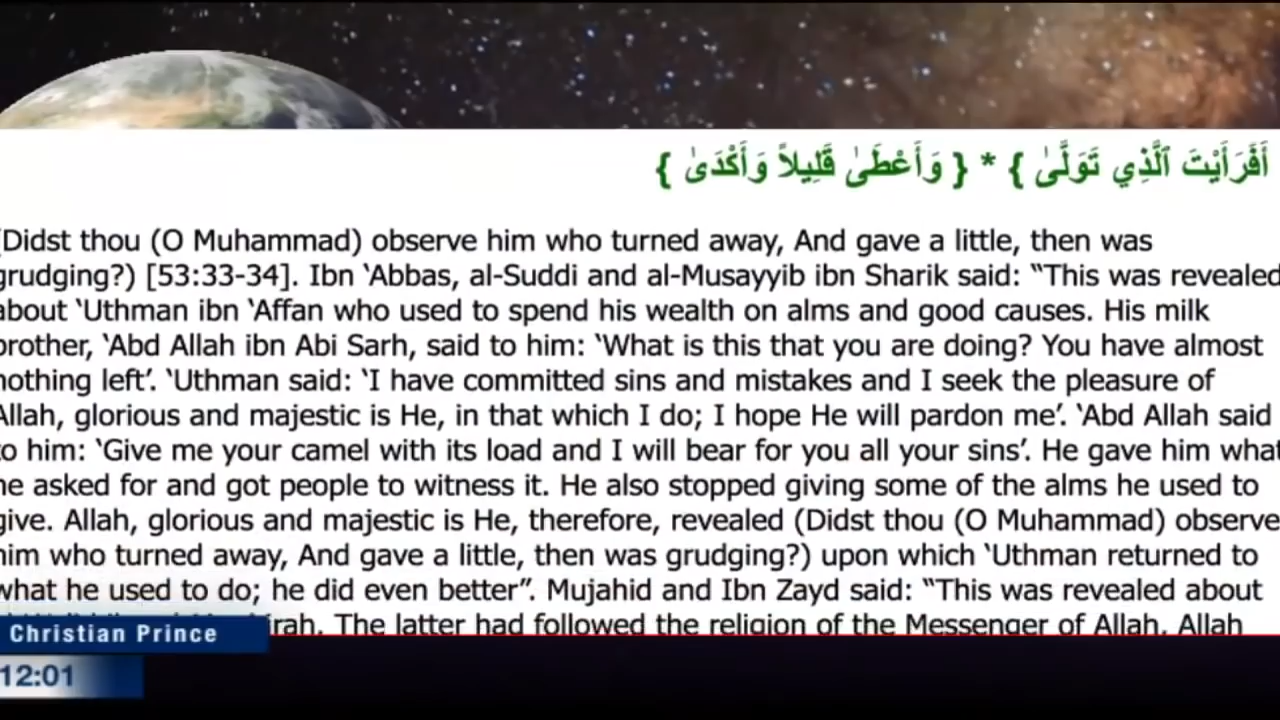 أَفَرَأَيْتَ ٱلَّذِي تَوَلَّىٰ } * { وَأَعْطَىٰ قَلِيلاً وَأَكْدَىٰ }
(Didst thou (O Muhammad) observe him who turned away, And gave a little, then was
grudging?) [53:33-34]. Ibn ‘Abbas, al-Suddi and al-Musayyib ibn Sharik said: “This was revealed
about ‘Uthman ibn ‘Affan who used to spend his wealth on alms and good causes. His milk
brother, ‘Abd Allah ibn Abi Sarh, said to him: ‘What is this that you are doing? You have almost
nothing left’. ‘Uthman said: ‘I have committed sins and mistakes and I seek the pleasure of
Allah, glorious and majestic is He, in that which I do; I hope He will pardon me’. ‘Abd Allah said
to him: ‘Give me your camel with its load and I will bear for you all your sins’. He gave him what
he asked for and got people to witness it. He also stopped giving some of the alms he used to
give. Allah, glorious and majestic is He, therefore, revealed (Didst thou (O Muhammad) observe
him who turned away, And gave a little, then was grudging?) upon which ‘Uthman returned to
what he used to do; he did even better”. Mujahid and Ibn Zayd said: “This was revealed about
The latter had followed the religion of the Messenger of Allah. Allah
Christian Prince
12:01